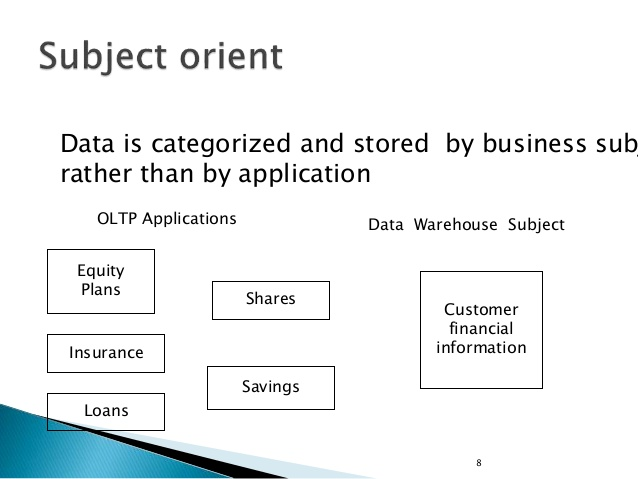 Subject orient
Data is categorized and stored by business subj
rather than by application
OLTP Applications
Data Warehouse Subject
Equity
Plans
Shares
Customer
financial
information
Insurance
Savings
Loans
8